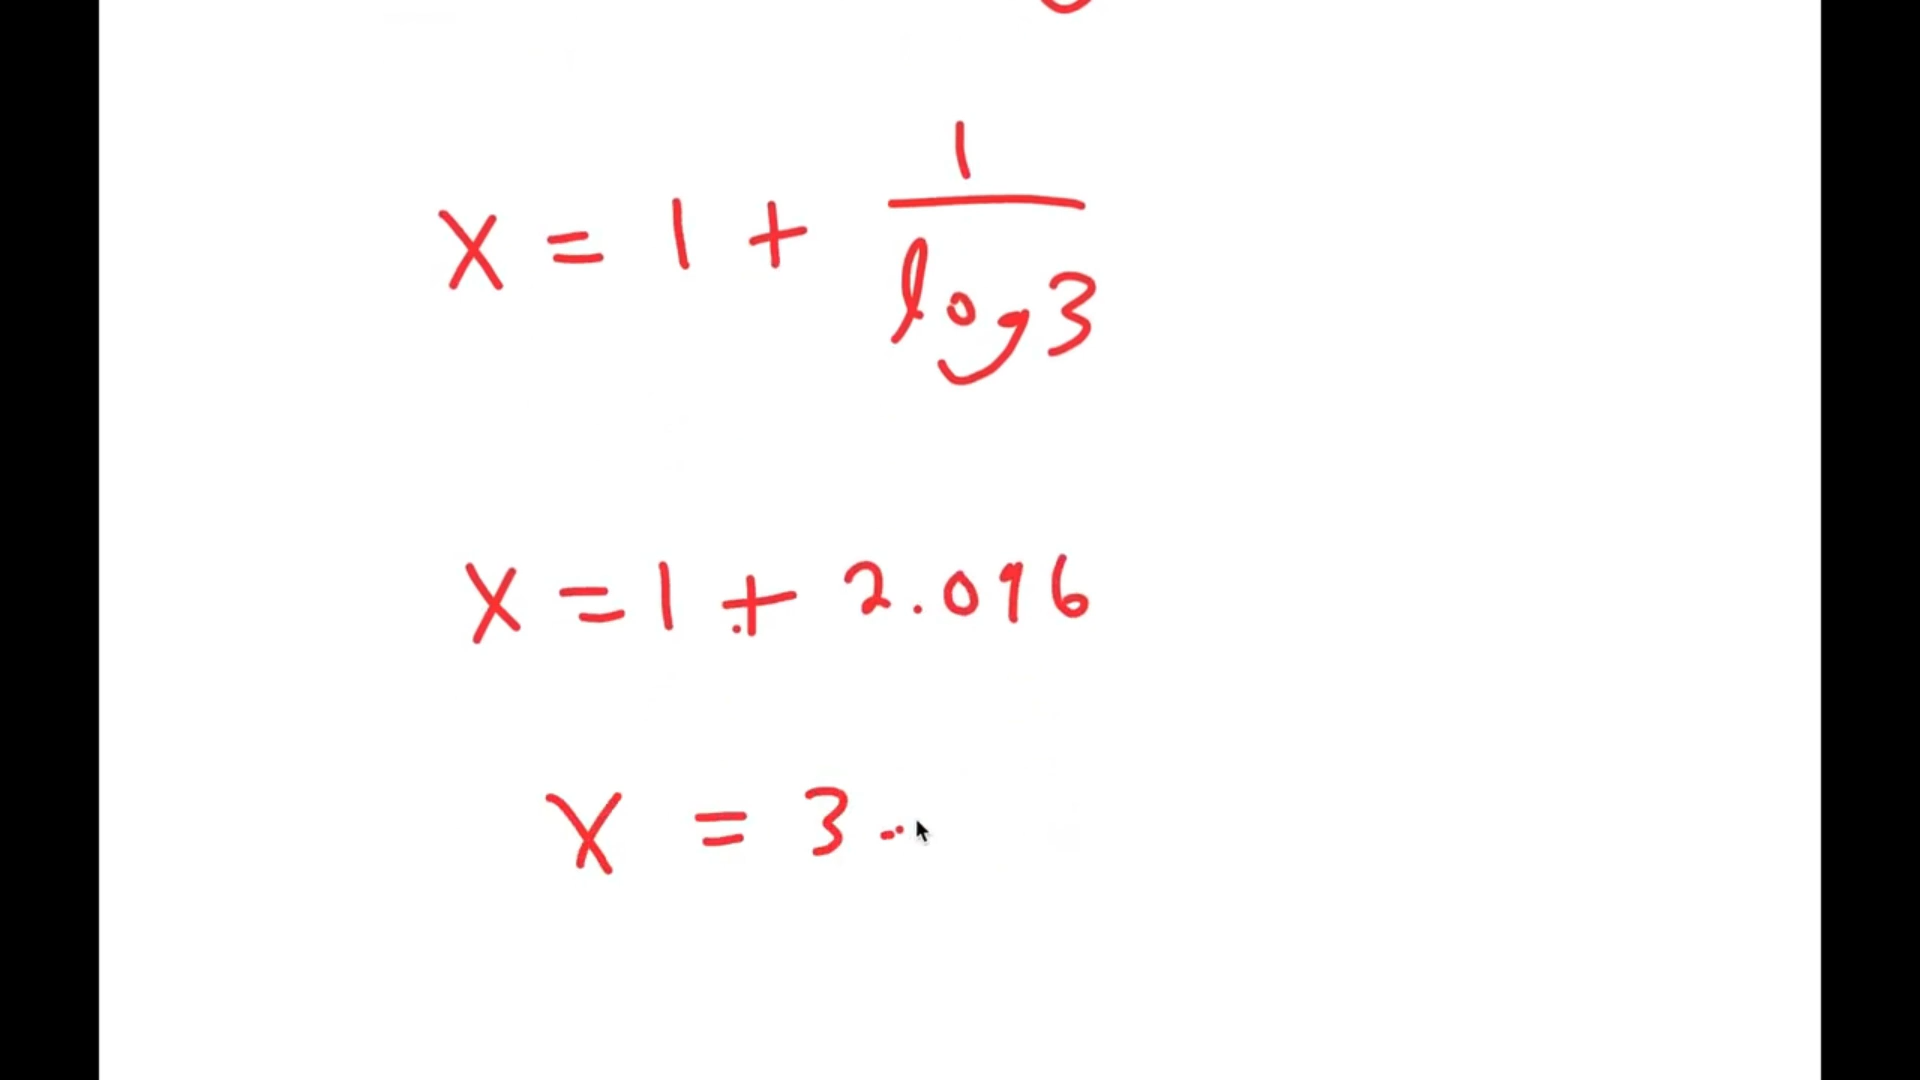 x = 1 + 1/log3
x = 1 + 2.096
x = 3.